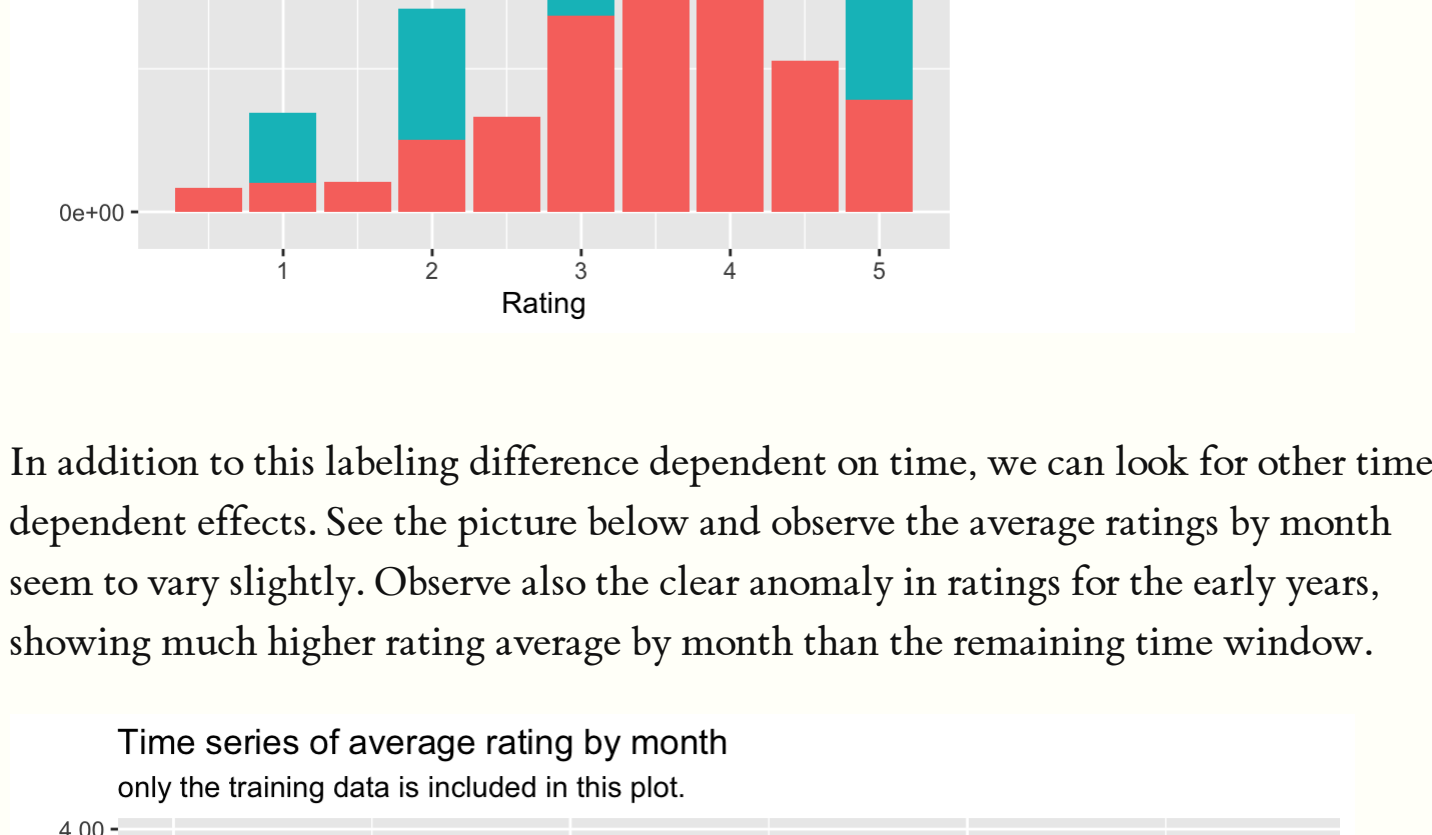 0e+00
1 2 3 4 5
Rating
In addition to this labeling difference dependent on time, we can look for other time
dependent effects. See the picture below and observe the average ratings by month
seem to vary slightly. Observe also the clear anomaly in ratings for the early years,
showing much higher rating average by month than the remaining time window.
Time series of average rating by month
only the training data is included in this plot.
4.00